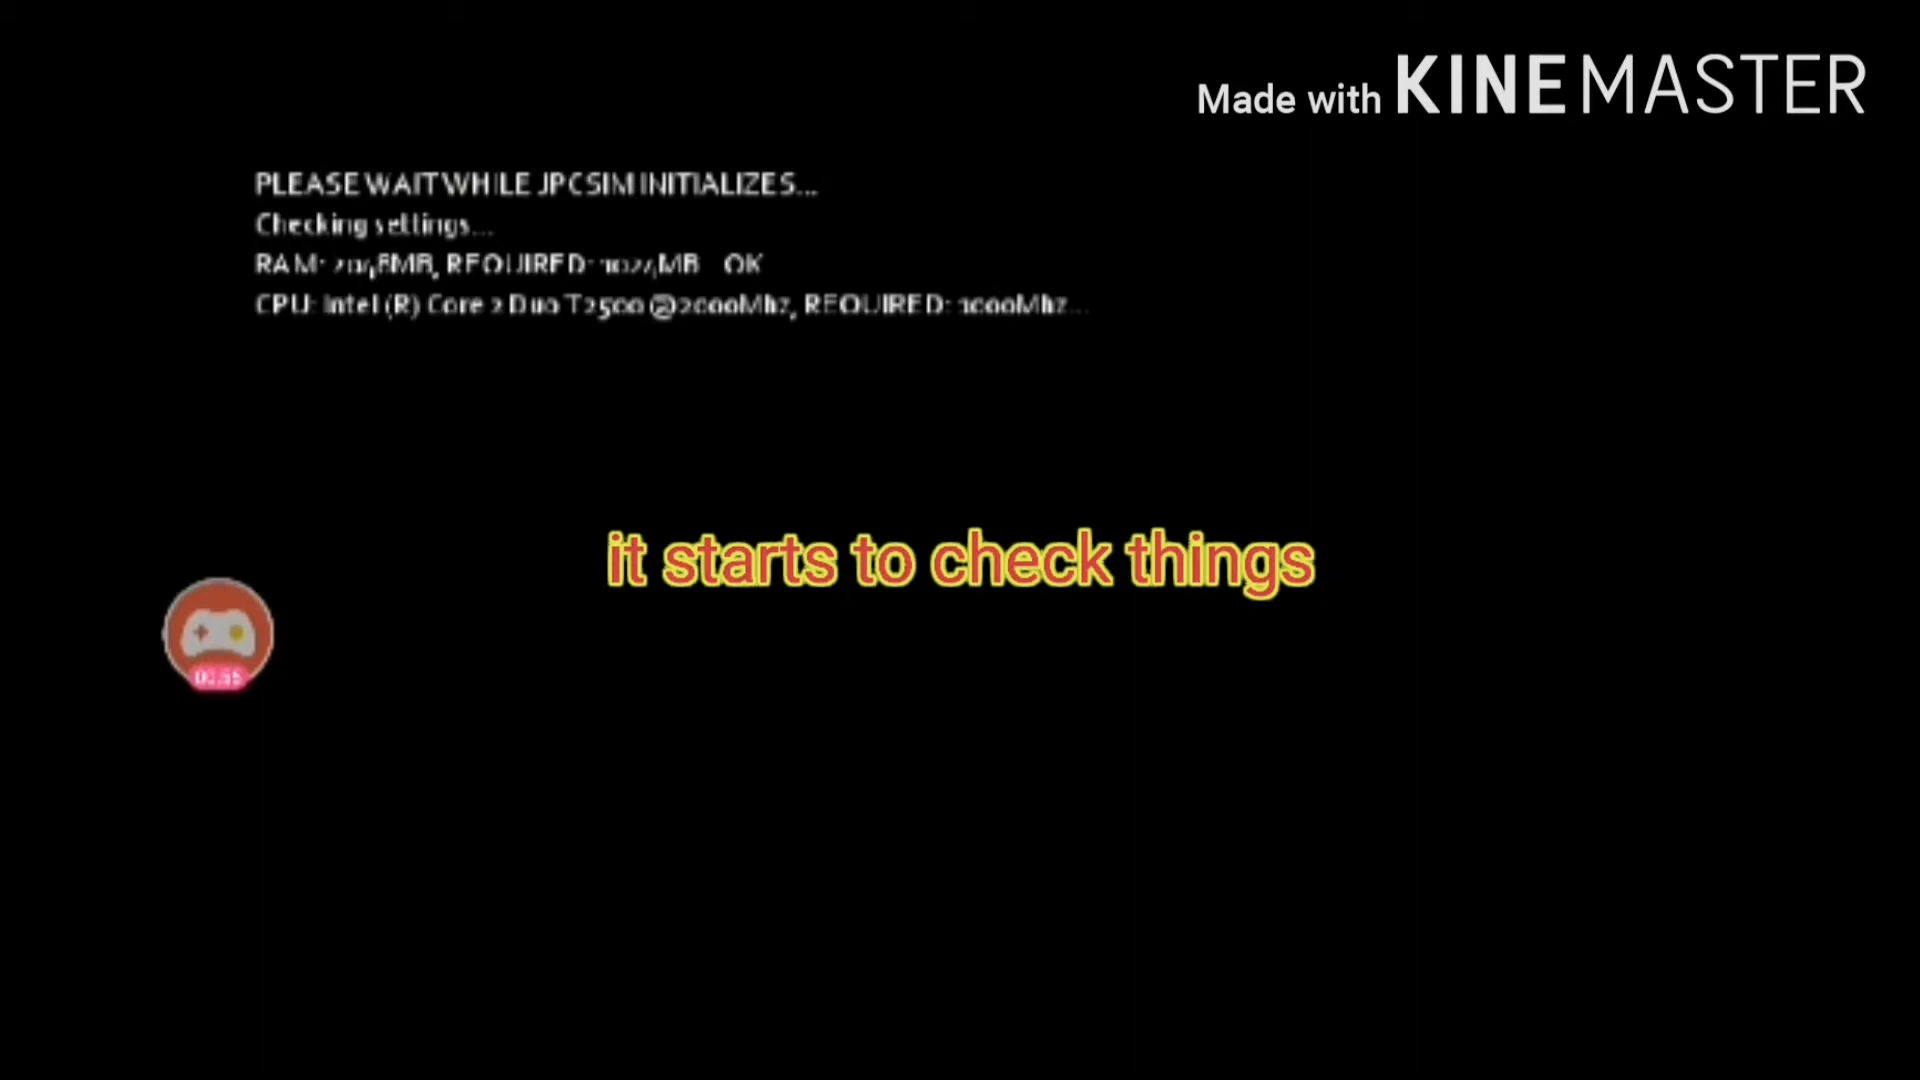 Made with KINEMASTER
PLEASE WAIT WHILE JPCSIM INITIALIZES...
Checking settings...
RAM: 2048MB, REQUIRED: 1024MB OK
CPU: Intel (R) Core 2 Duo T2500 @2000Mhz, REQUIRED: 1000Mhz...
it starts to check things